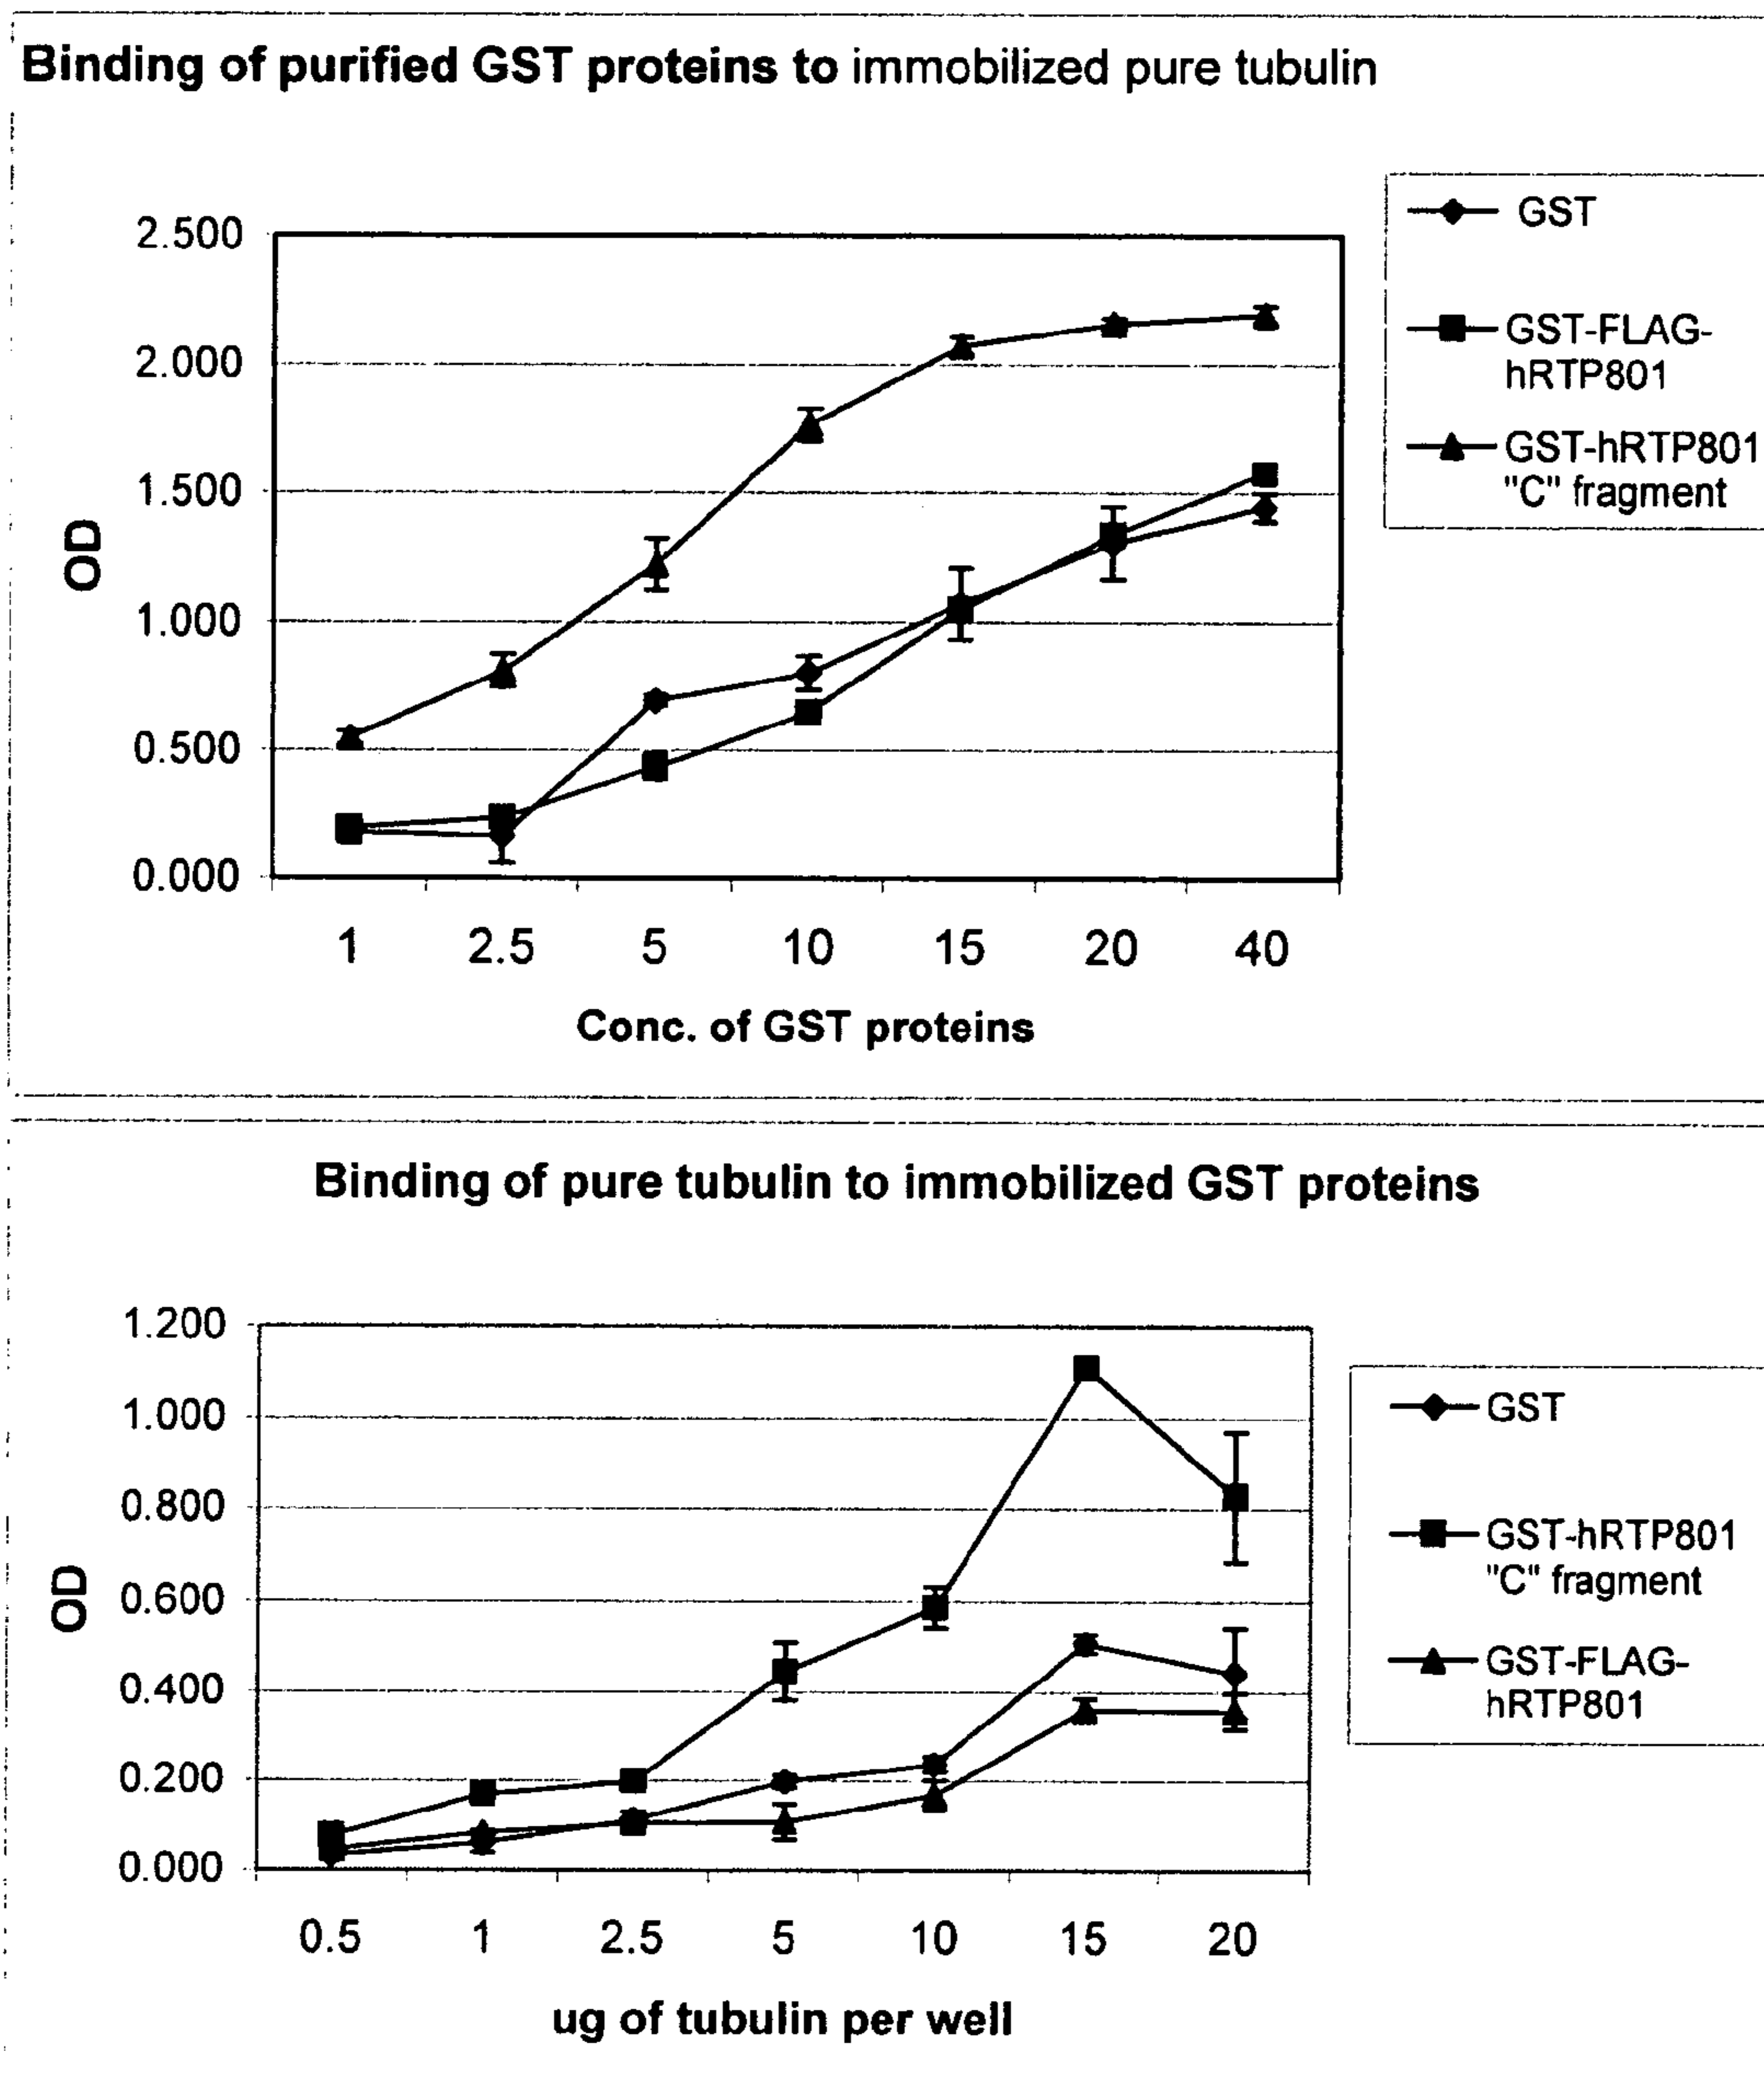 Binding of purified GST proteins to immobilized pure tubulin
2.500
2.000
1.500
1.000
0.500
0.000
OD
1 2.5 5 10 15 20 40
Conc. of GST proteins
GST
GST-FLAG-
hRTP801
GST-hRTP801
"C" fragment
Binding of pure tubulin to immobilized GST proteins
1.200
1.000
0.800
0.600
0.400
0.200
0.000
OD
0.5 1 2.5 5 10 15 20
ug of tubulin per well
GST
GST-hRTP801
"C" fragment
GST-FLAG-
hRTP801